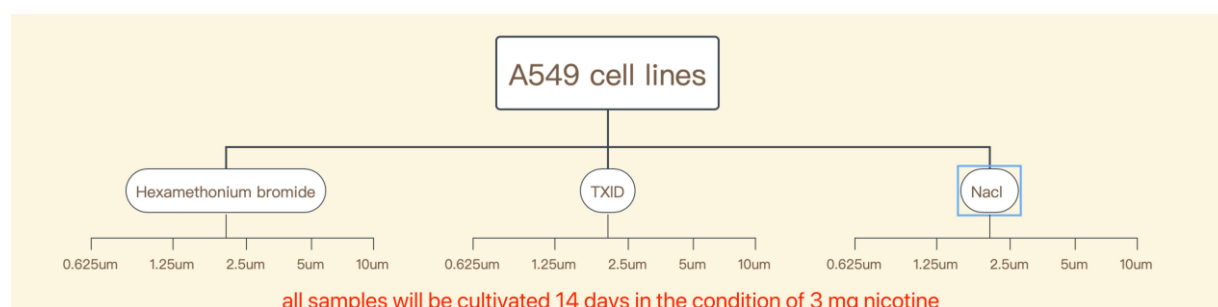 A549 cell lines
Hexamethonium bromide TXID Nacl
0.625um 1.25um 2.5um 5um 10um 0.625um 1.25um 2.5um 5um 10um 0.625um 1.25um 2.5um 5um 10um
all samples will be cultivated 14 days in the condition of 3 mg nicotine